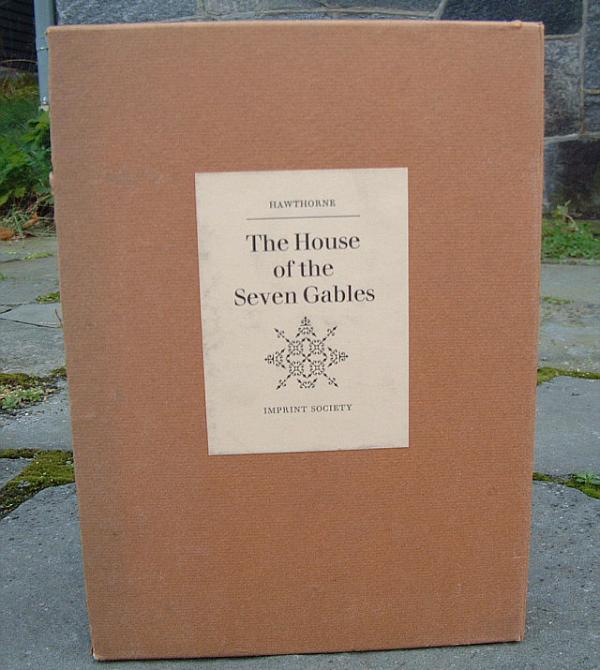 HAWTHORNE
The House
of the
Seven Gables
IMPRINT SOCIETY